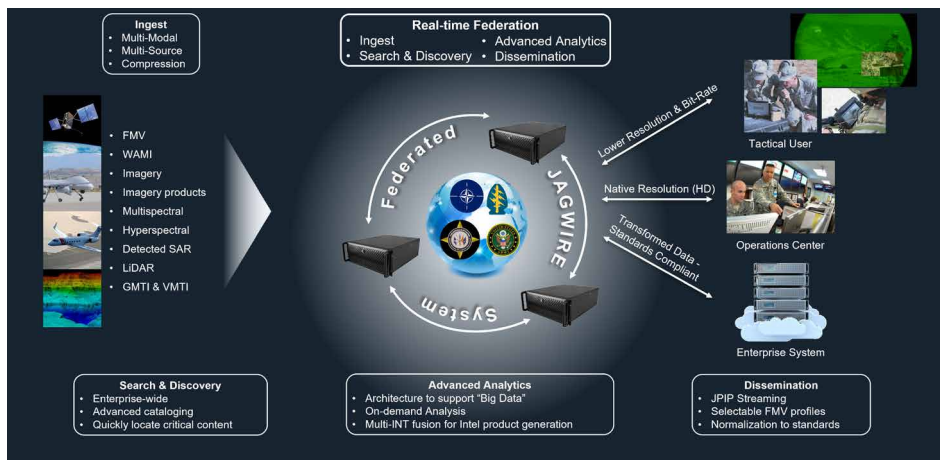 Ingest
• Multi-Modal
• Multi-Source
• Compression
Real-time Federation
• Ingest
• Search & Discovery
• Advanced Analytics
• Dissemination
• FMV
• WAMI
• Imagery
• Imagery products
• Multispectral
• Hyperspectral
• Detected SAR
• LiDAR
• GMTI & VMTI
Federated
JAGWIRE
System
Lower Resolution & Bit-Rate
Tactical User
Native Resolution (HD)
Operations Center
Transformed Data -
Standards Compliant
Enterprise System
Search & Discovery
• Enterprise-wide
• Advanced cataloging
• Quickly locate critical content
Advanced Analytics
• Architecture to support “Big Data”
• On-demand Analysis
• Multi-INT fusion for Intel product generation
Dissemination
• JPIP Streaming
• Selectable FMV profiles
• Normalization to standards